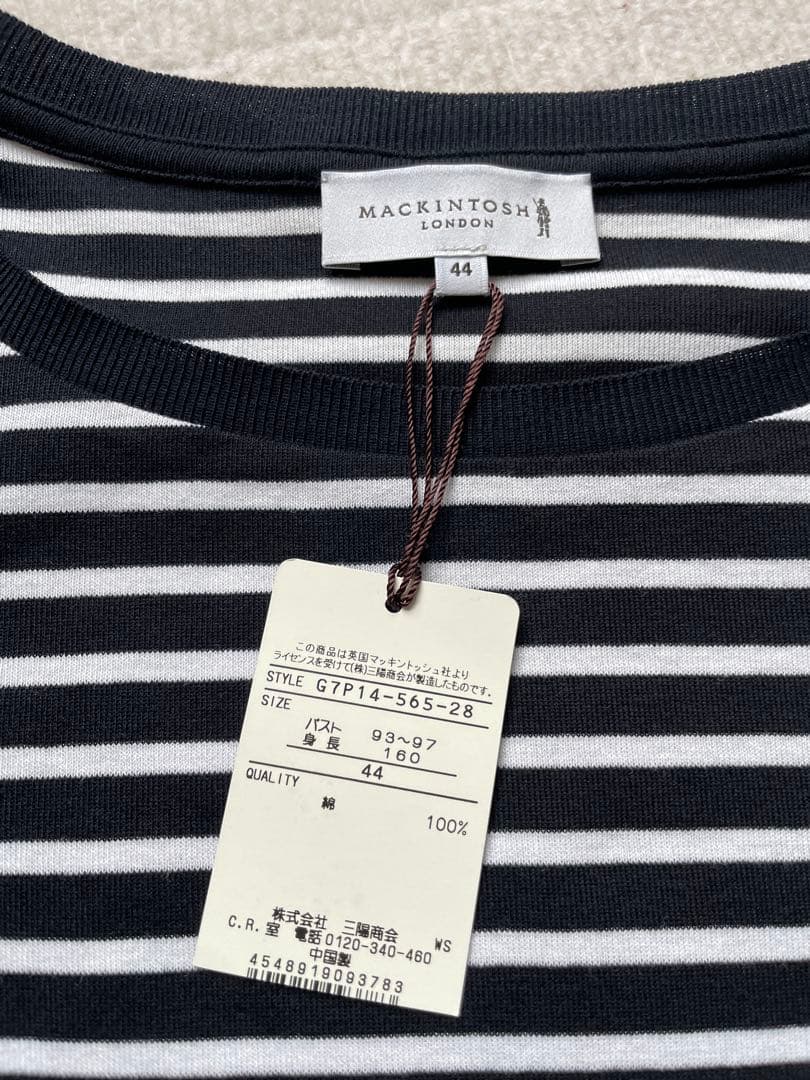 MACKINTOSH
LONDON
44
この商品は英国マッキントッシュ社より
ライセンスを受けて(株)三陽商会が製造したものです。
STYLE G7P14-565-28
SIZE
バスト 93～97
身長 160
44
QUALITY
綿 100%
株式会社 三陽商会
C.R.室 電話0120-340-460 WS
中国製
4548919093783